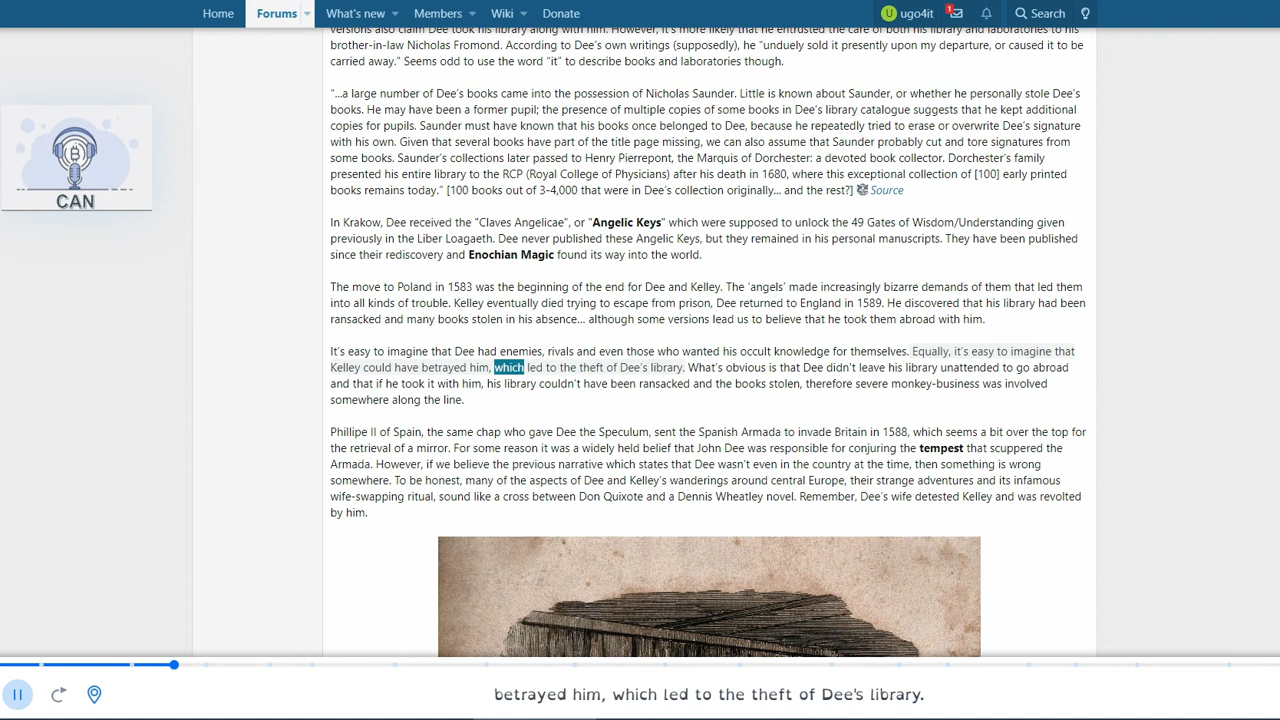 Home Forums What's new Members Wiki Donate ugo4it 1 Search
versions also claim Dee took his library along with him. However, it's more likely that he entrusted the care of both his library and laboratories to his
brother-in-law Nicholas Fromond. According to Dee's own writings (supposedly), he “unduely sold it presently upon my departure, or caused it to be
carried away.” Seems odd to use the word “it” to describe books and laboratories though.
“...a large number of Dee's books came into the possession of Nicholas Saunder. Little is known about Saunder, or whether he personally stole Dee's
books. He may have been a former pupil; the presence of multiple copies of some books in Dee's library catalogue suggests that he kept additional
copies for pupils. Saunder must have known that his books once belonged to Dee, because he repeatedly tried to erase or overwrite Dee's signature
with his own. Given that several books have part of the title page missing, we can also assume that Saunder probably cut and tore signatures from
some books. Saunder's collections later passed to Henry Pierrepont, the Marquis of Dorchester: a devoted book collector. Dorchester's family
presented his entire library to the RCP (Royal College of Physicians) after his death in 1680, where this exceptional collection of [100] early printed
books remains today.” [100 books out of 3-4,000 that were in Dee's collection originally... and the rest?] Source
CAN
In Krakow, Dee received the "Claves Angelicae", or "Angelic Keys" which were supposed to unlock the 49 Gates of Wisdom/Understanding given
previously in the Liber Loagaeth. Dee never published these Angelic Keys, but they remained in his personal manuscripts. They have been published
since their rediscovery and Enochian Magic found its way into the world.
The move to Poland in 1583 was the beginning of the end for Dee and Kelley. The 'angels' made increasingly bizarre demands of them that led them
into all kinds of trouble. Kelley eventually died trying to escape from prison, Dee returned to England in 1589. He discovered that his library had been
ransacked and many books stolen in his absence... although some versions lead us to believe that he took them abroad with him.
It's easy to imagine that Dee had enemies, rivals and even those who wanted his occult knowledge for themselves. Equally, it's easy to imagine that
Kelley could have betrayed him, which led to the theft of Dee's library. What's obvious is that Dee didn't leave his library unattended to go abroad
and that if he took it with him, his library couldn't have been ransacked and the books stolen, therefore severe monkey-business was involved
somewhere along the line.
Phillipe II of Spain, the same chap who gave Dee the Speculum, sent the Spanish Armada to invade Britain in 1588, which seems a bit over the top for
the retrieval of a mirror. For some reason it was a widely held belief that John Dee was responsible for conjuring the tempest that scuppered the
Armada. However, if we believe the previous narrative which states that Dee wasn't even in the country at the time, then something is wrong
somewhere. To be honest, many of the aspects of Dee and Kelley's wanderings around central Europe, their strange adventures and its infamous
wife-swapping ritual, sound like a cross between Don Quixote and a Dennis Wheatley novel. Remember, Dee's wife detested Kelley and was revolted
by him.
betrayed him, which led to the theft of Dee's library.